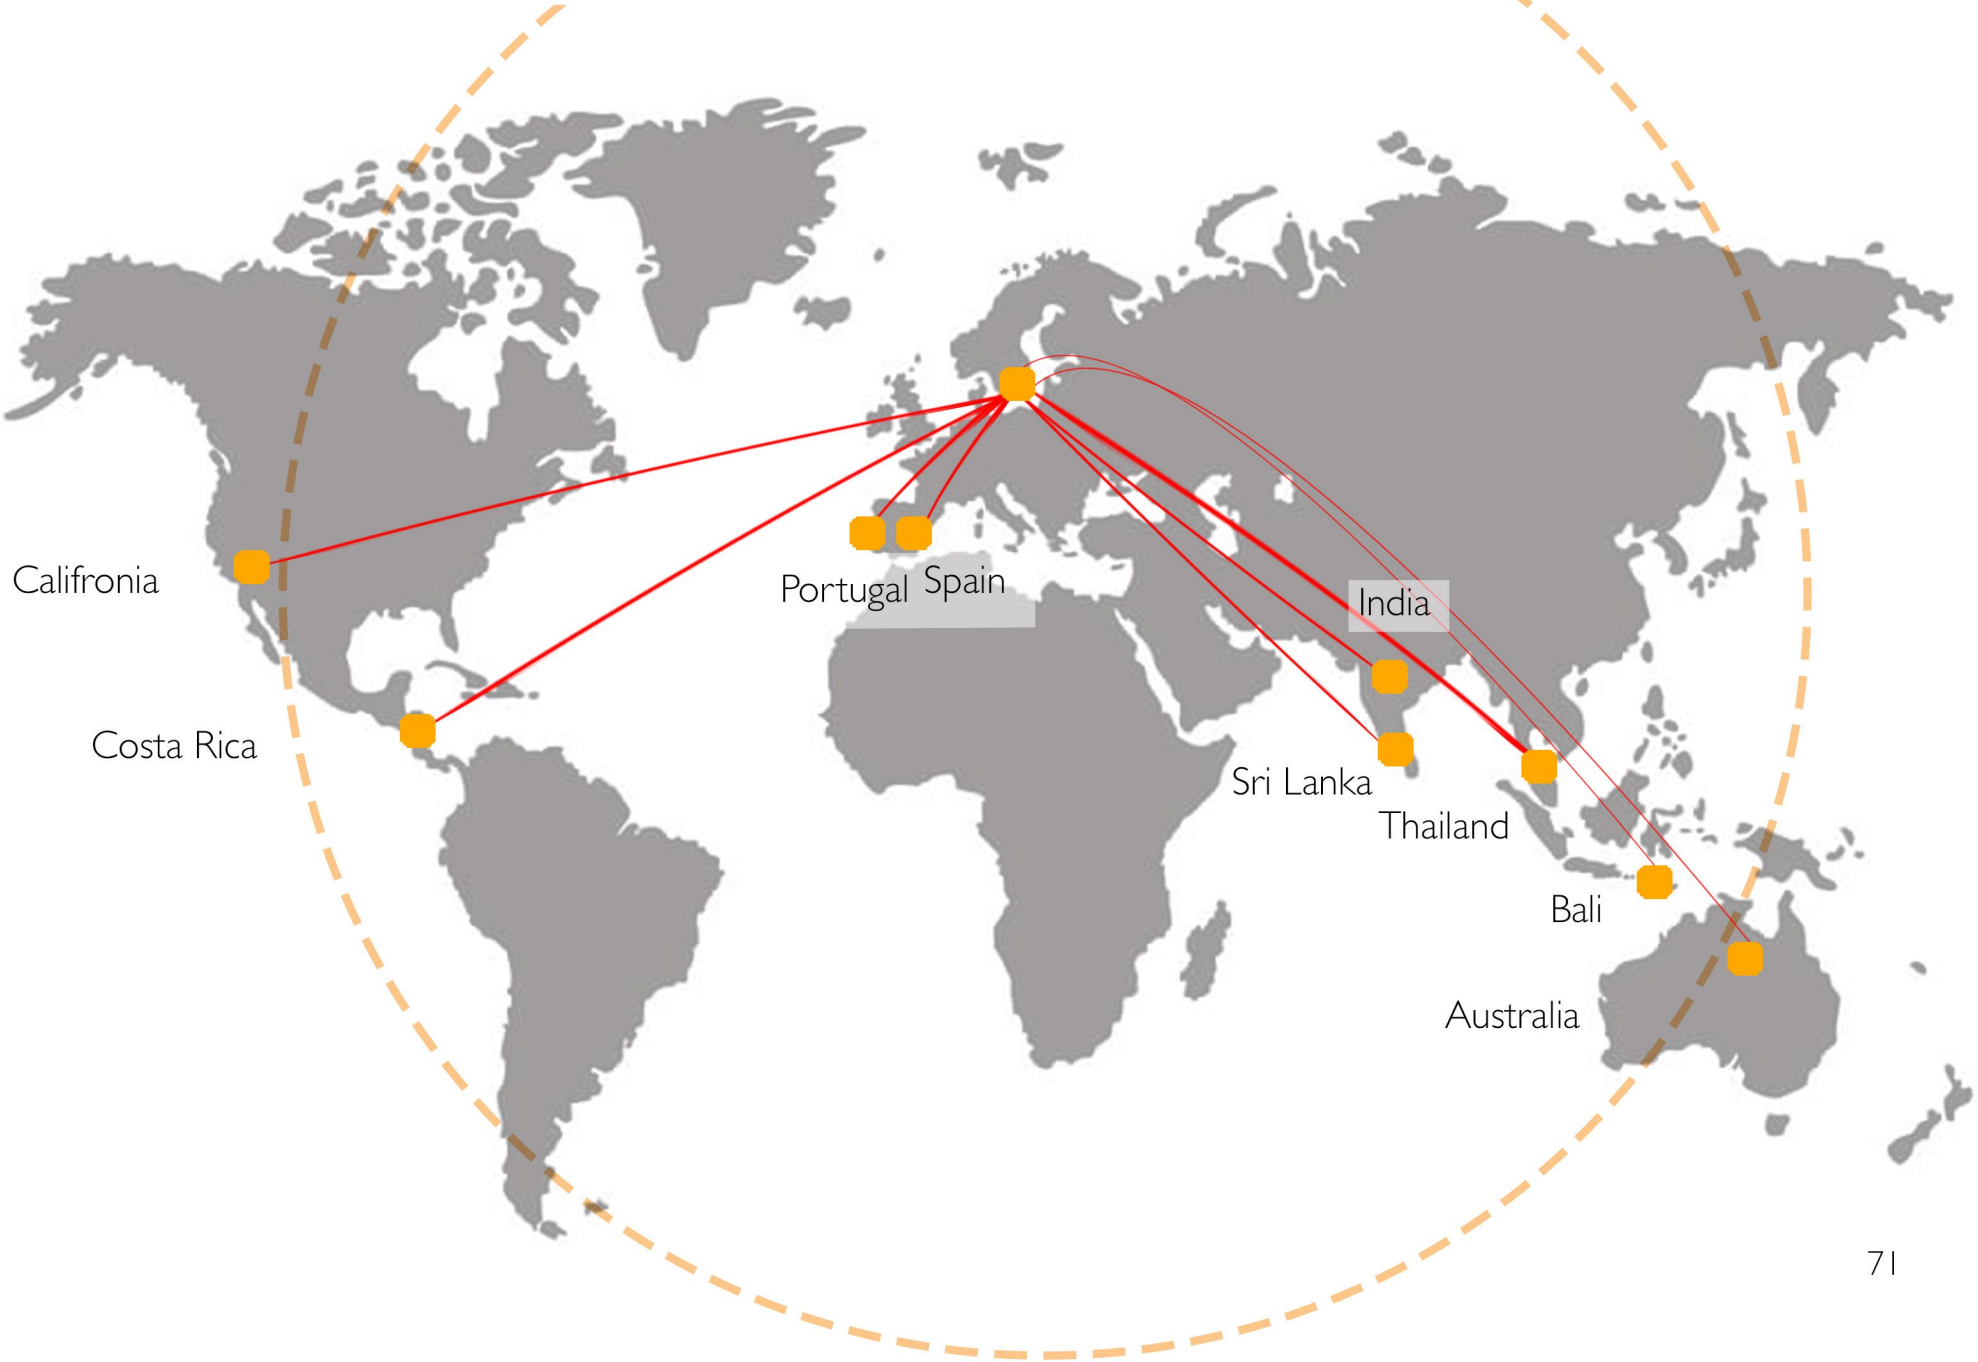 Califronia
Portugal
Spain
India
Costa Rica
Sri Lanka
Thailand
Bali
Australia
71